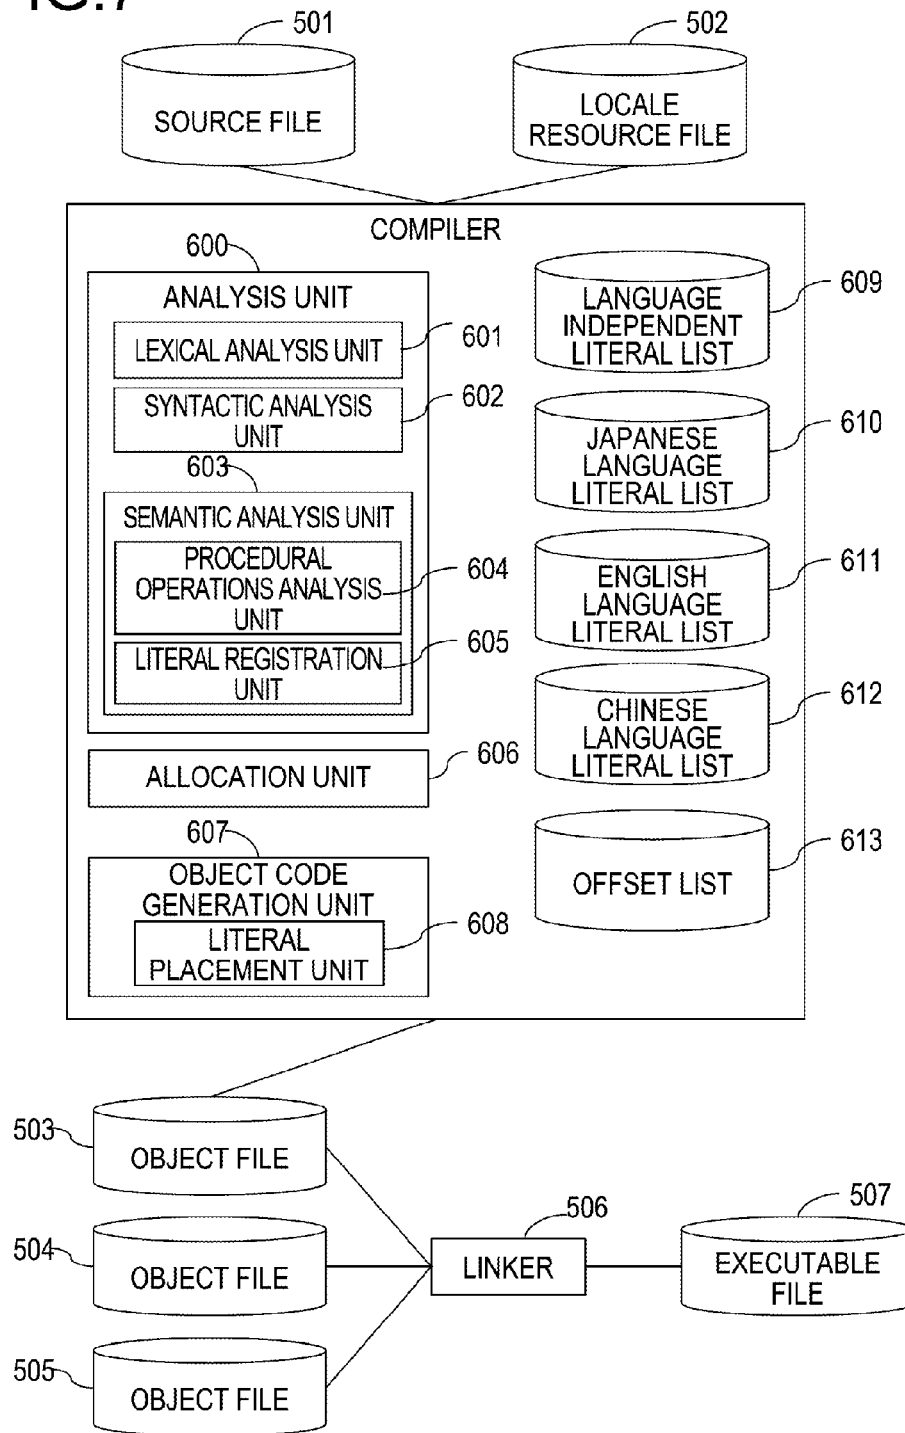 501
502
SOURCE FILE
LOCALE
RESOURCE FILE
COMPILER
600
ANALYSIS UNIT
LEXICAL ANALYSIS UNIT
601
SYNTACTIC ANALYSIS
UNIT
602
603
SEMANTIC ANALYSIS UNIT
PROCEDURAL
OPERATIONS ANALYSIS
UNIT
604
LITERAL REGISTRATION
UNIT
605
ALLOCATION UNIT
606
607
OBJECT CODE
GENERATION UNIT
LITERAL
PLACEMENT UNIT
608
LANGUAGE
INDEPENDENT
LITERAL LIST
609
JAPANESE
LANGUAGE
LITERAL LIST
610
ENGLISH
LANGUAGE
LITERAL LIST
611
CHINESE
LANGUAGE
LITERAL LIST
612
OFFSET LIST
613
503
OBJECT FILE
504
OBJECT FILE
505
OBJECT FILE
506
LINKER
507
EXECUTABLE
FILE